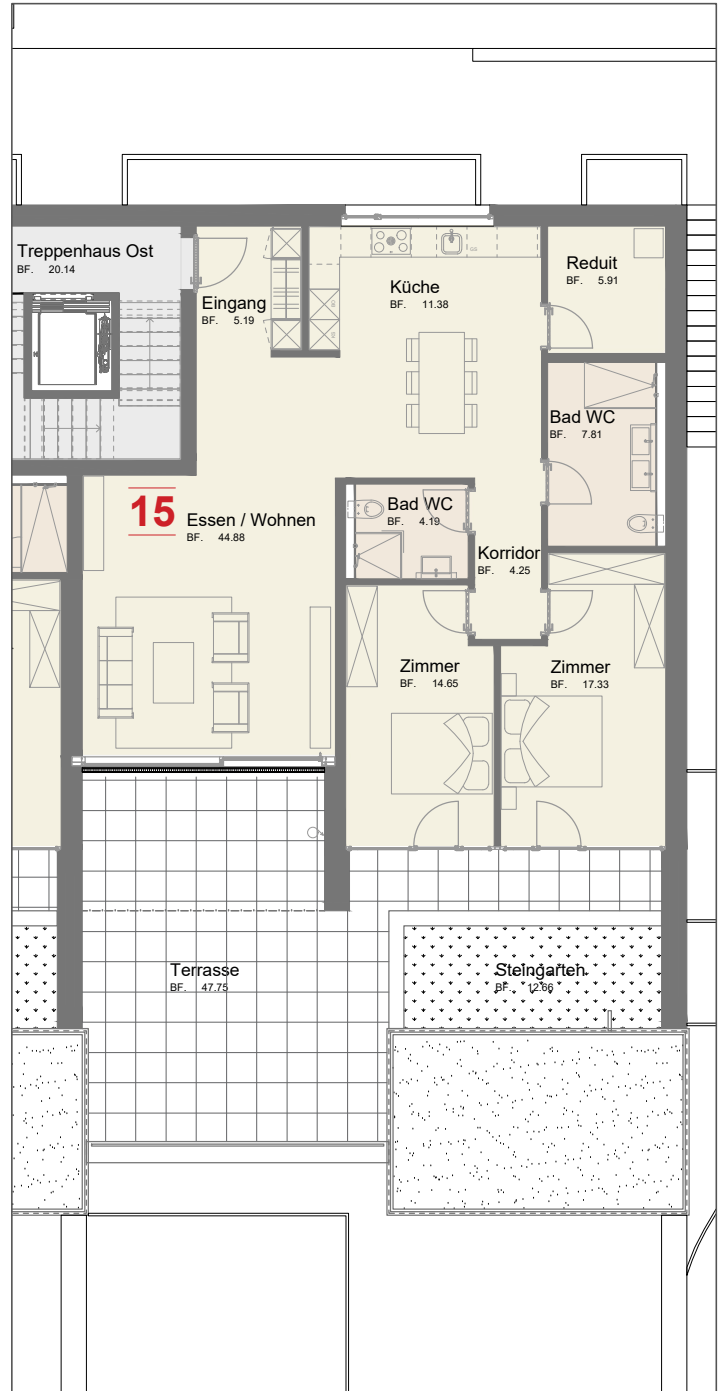 Treppenhaus Ost
BF. 20.14
Eingang
BF. 5.19
Küche
BF. 11.38
Reduit
BF. 5.91
Bad WC
BF. 7.81
15
Essen / Wohnen
BF. 44.88
Bad WC
BF. 4.19
Korridor
BF. 4.25
Zimmer
BF. 14.65
Zimmer
BF. 17.33
Terrasse
BF. 47.75
Steingarten
BF. 12.66